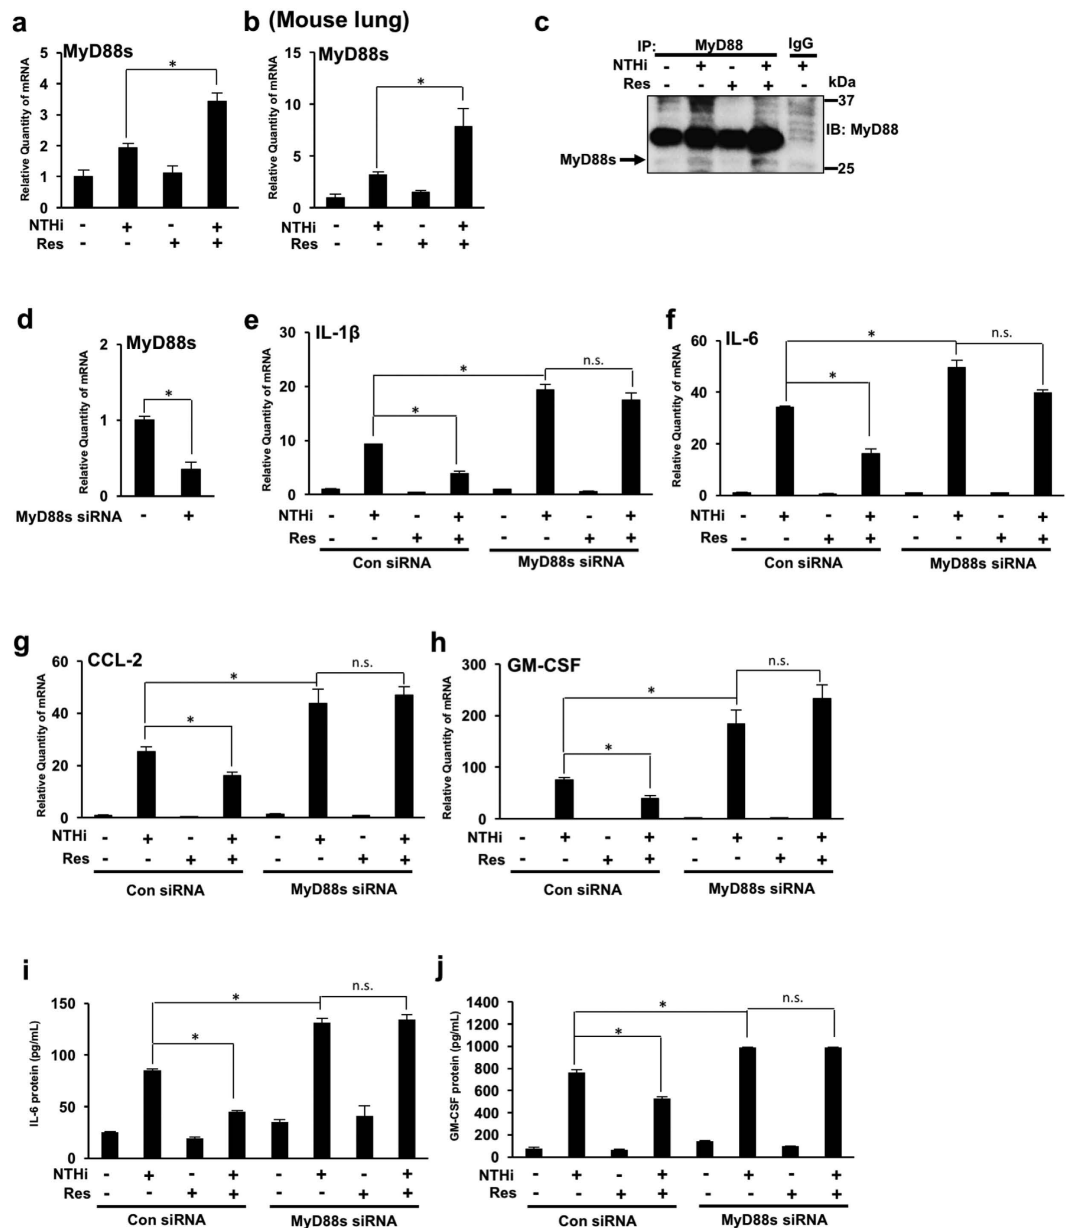 a
MyD88s
Relative Quantity of mRNA
5
4
3
2
1
0
*
NTHi - + - +
Res - - + +
b (Mouse lung)
MyD88s
Relative Quantity of mRNA
15
10
5
0
*
NTHi - + - +
Res - - + +
c
IP: MyD88 IgG
NTHi - + - + +
Res - - + + - kDa
37
IB: MyD88
MyD88s
25
d
MyD88s
Relative Quantity of mRNA
2
1
0
*
MyD88s siRNA - +
e
IL-1β
Relative Quantity of mRNA
30
20
10
0
* * n.s.
NTHi - + - + - + - +
Res - - + + - - + +
Con siRNA MyD88s siRNA
f
IL-6
Relative Quantity of mRNA
60
40
20
0
* * n.s.
NTHi - + - + - + - +
Res - - + + - - + +
Con siRNA MyD88s siRNA
g
CCL-2
Relative Quantity of mRNA
60
40
20
0
* * n.s.
NTHi - + - + - + - +
Res - - + + - - + +
Con siRNA MyD88s siRNA
h
GM-CSF
Relative Quantity of mRNA
300
200
100
0
* * n.s.
NTHi - + - + - + - +
Res - - + + - - + +
Con siRNA MyD88s siRNA
i
IL-6 protein (pg/mL)
150
100
50
0
* * n.s.
NTHi - + - + - + - +
Res - - + + - - + +
Con siRNA MyD88s siRNA
j
GM-CSF protein (pg/mL)
1400
1200
1000
800
600
400
200
0
* * n.s.
NTHi - + - + - + - +
Res - - + + - - + +
Con siRNA MyD88s siRNA